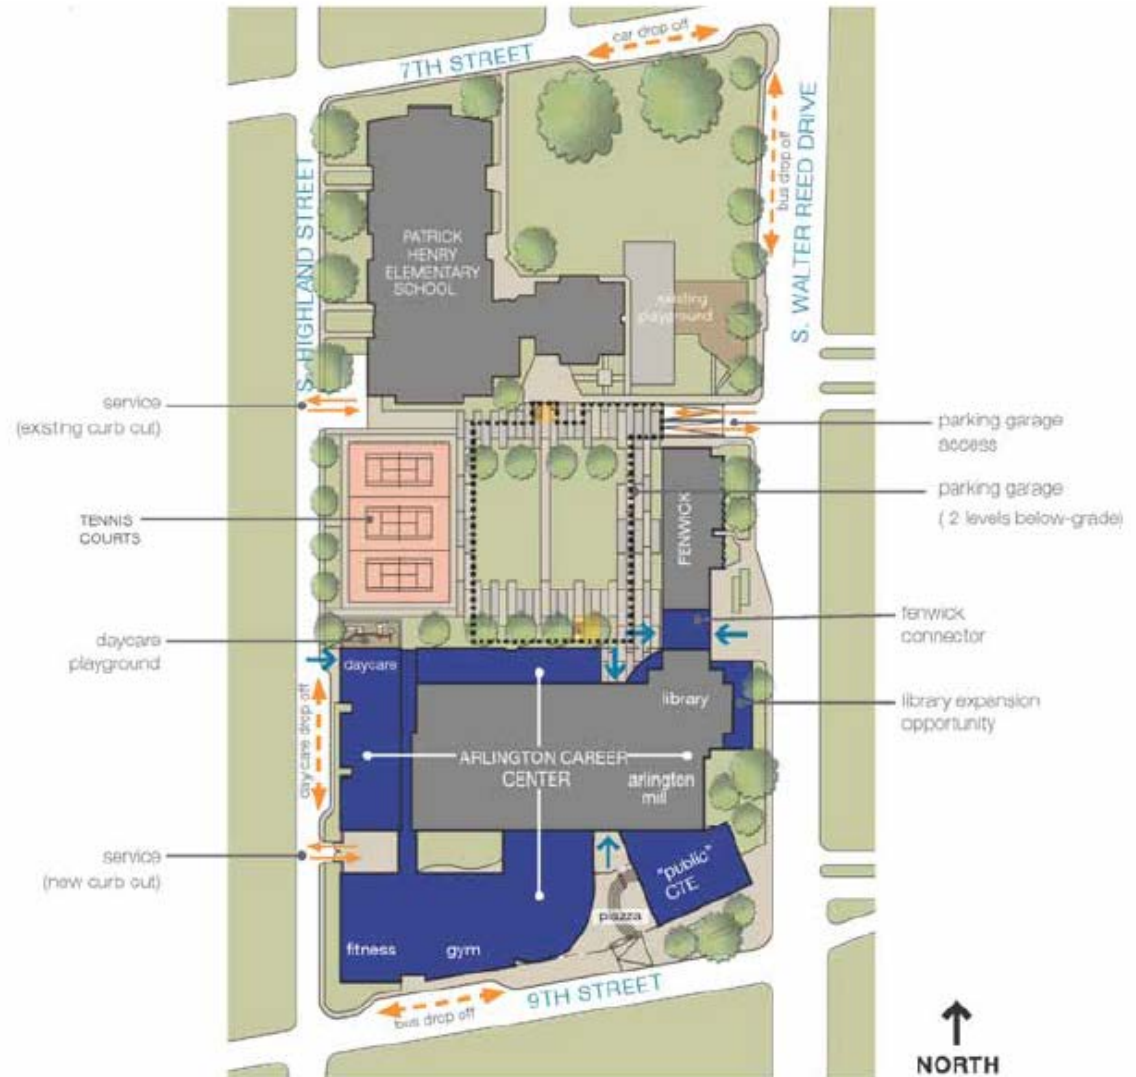 7TH STREET
car drop off
bus drop off
S. WALTER REED DRIVE
S. HIGHLAND STREET
PATRICK
HENRY
ELEMENTARY
SCHOOL
existing
playground
service
(existing curb cut)
parking garage
access
parking garage
( 2 levels below-grade)
TENNIS
COURTS
FENWICK
fenwick
connector
daycare
playground
daycare
library
library expansion
opportunity
daycare drop off
ARLINGTON CAREER
CENTER
arlington
mill
service
(new curb cut)
"public"
CTE
piazza
fitness
gym
9TH STREET
bus drop off
NORTH